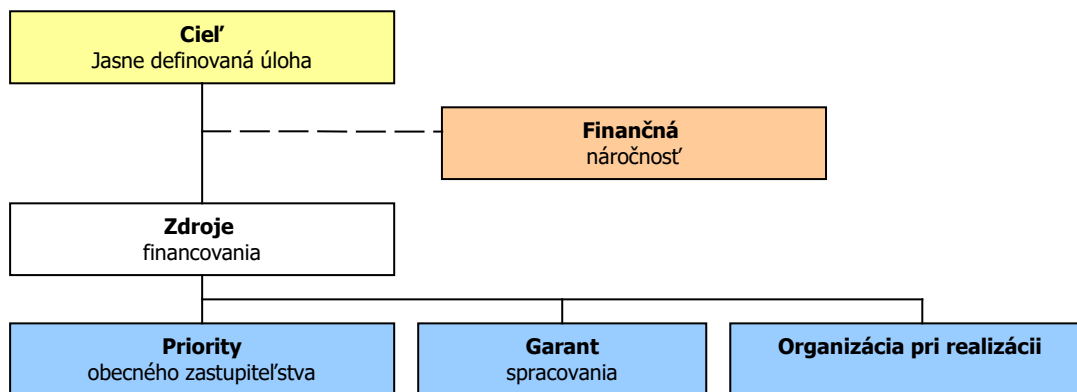 Cieľ
Jasne definovaná úloha
Finančná
náročnosť
Zdroje
financovania
Priority
obecného zastupiteľstva
Garant
spracovania
Organizácia pri realizácii